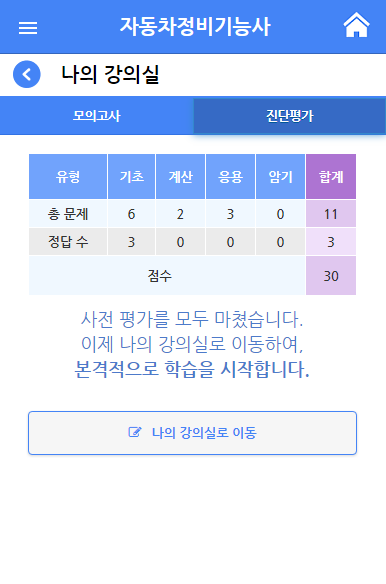 자동차정비기능사
나의 강의실
모의고사 진단평가
유형 기초 계산 응용 암기 합계
총 문제 6 2 3 0 11
정답 수 3 0 0 0 3
점수 30
사전 평가를 모두 마쳤습니다.
이제 나의 강의실로 이동하여,
본격적으로 학습을 시작합니다.
나의 강의실로 이동